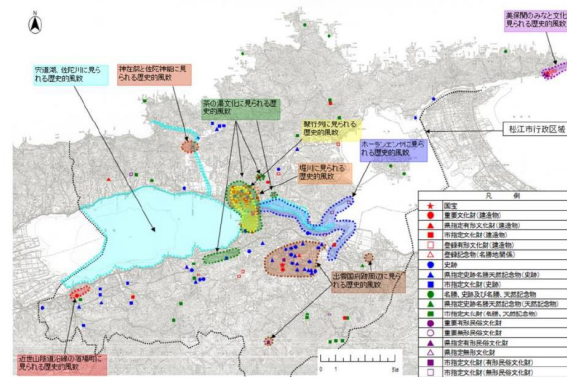 N
美保関のみなと文化に見られる歴史的風致
宍道湖、佐陀川に見
られる歴史的風致
神在祭と佐陀神能に見
られる歴史的風致
茶の湯文化に見られる歴
史的風致
鼕行列に見られる
歴史的風致
ホーランエンヤに見ら
れる歴史的風致
松江市行政区域
堀川に見られる
歴史的風致
出雲国府跡周辺に見ら
れる歴史的風致
近世山陰道沿線の宿場町に
見られる歴史的風致
凡 例
国宝
重要文化財(建造物)
県指定有形文化財(建造物)
市指定文化財(建造物)
登録有形文化財(建造物)
登録記念物(名勝地関係)
史跡
県指定史跡名勝天然記念物(史跡)
市指定文化財(史跡)
名勝、史跡及び名勝、天然記念物
県指定史跡名勝天然記念物(天然記念物)
市指定文化財(名勝、天然記念物)
重要有形民俗文化財
重要無形民俗文化財
県指定有形民俗文化財
県指定無形文化財
市指定文化財(有形民俗文化財)
市指定文化財(無形民俗文化財)